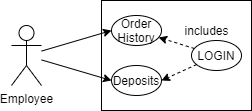 Order
History
includes
LOGIN
Deposits
Employee